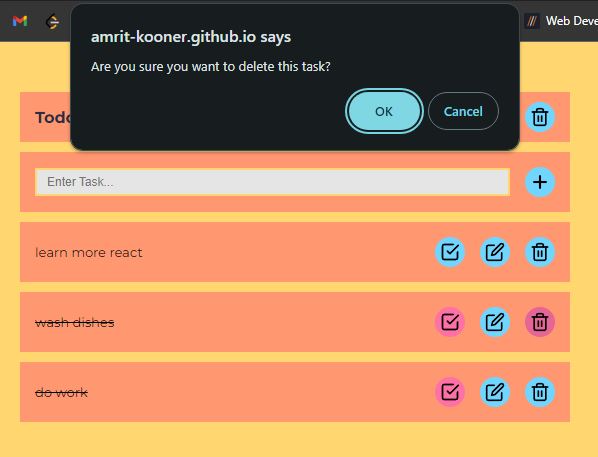 amrit-kooner.github.io says
Are you sure you want to delete this task?
OK Cancel
Web Deve
Todo
Enter Task...
learn more react
wash dishes
do work